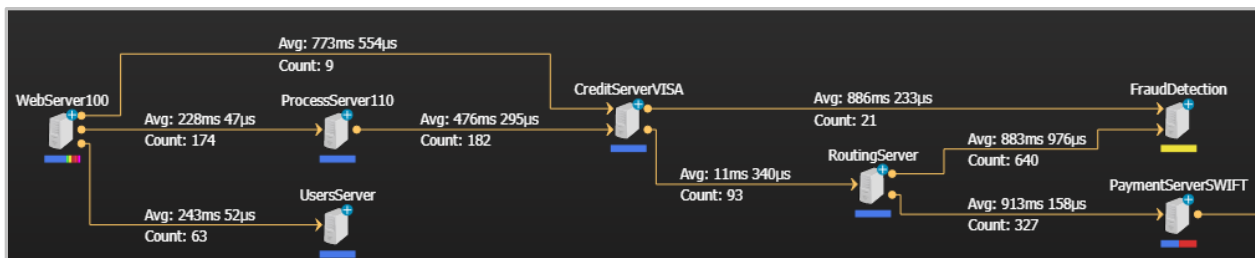 Avg: 773ms 554µs
Count: 9
WebServer100
ProcessServer110
CreditServerVISA
FraudDetection
Avg: 228ms 47µs
Count: 174
Avg: 476ms 295µs
Count: 182
Avg: 886ms 233µs
Count: 21
Avg: 883ms 976µs
Count: 640
RoutingServer
Avg: 11ms 340µs
Count: 93
UsersServer
PaymentServerSWIFT
Avg: 243ms 52µs
Count: 63
Avg: 913ms 158µs
Count: 327